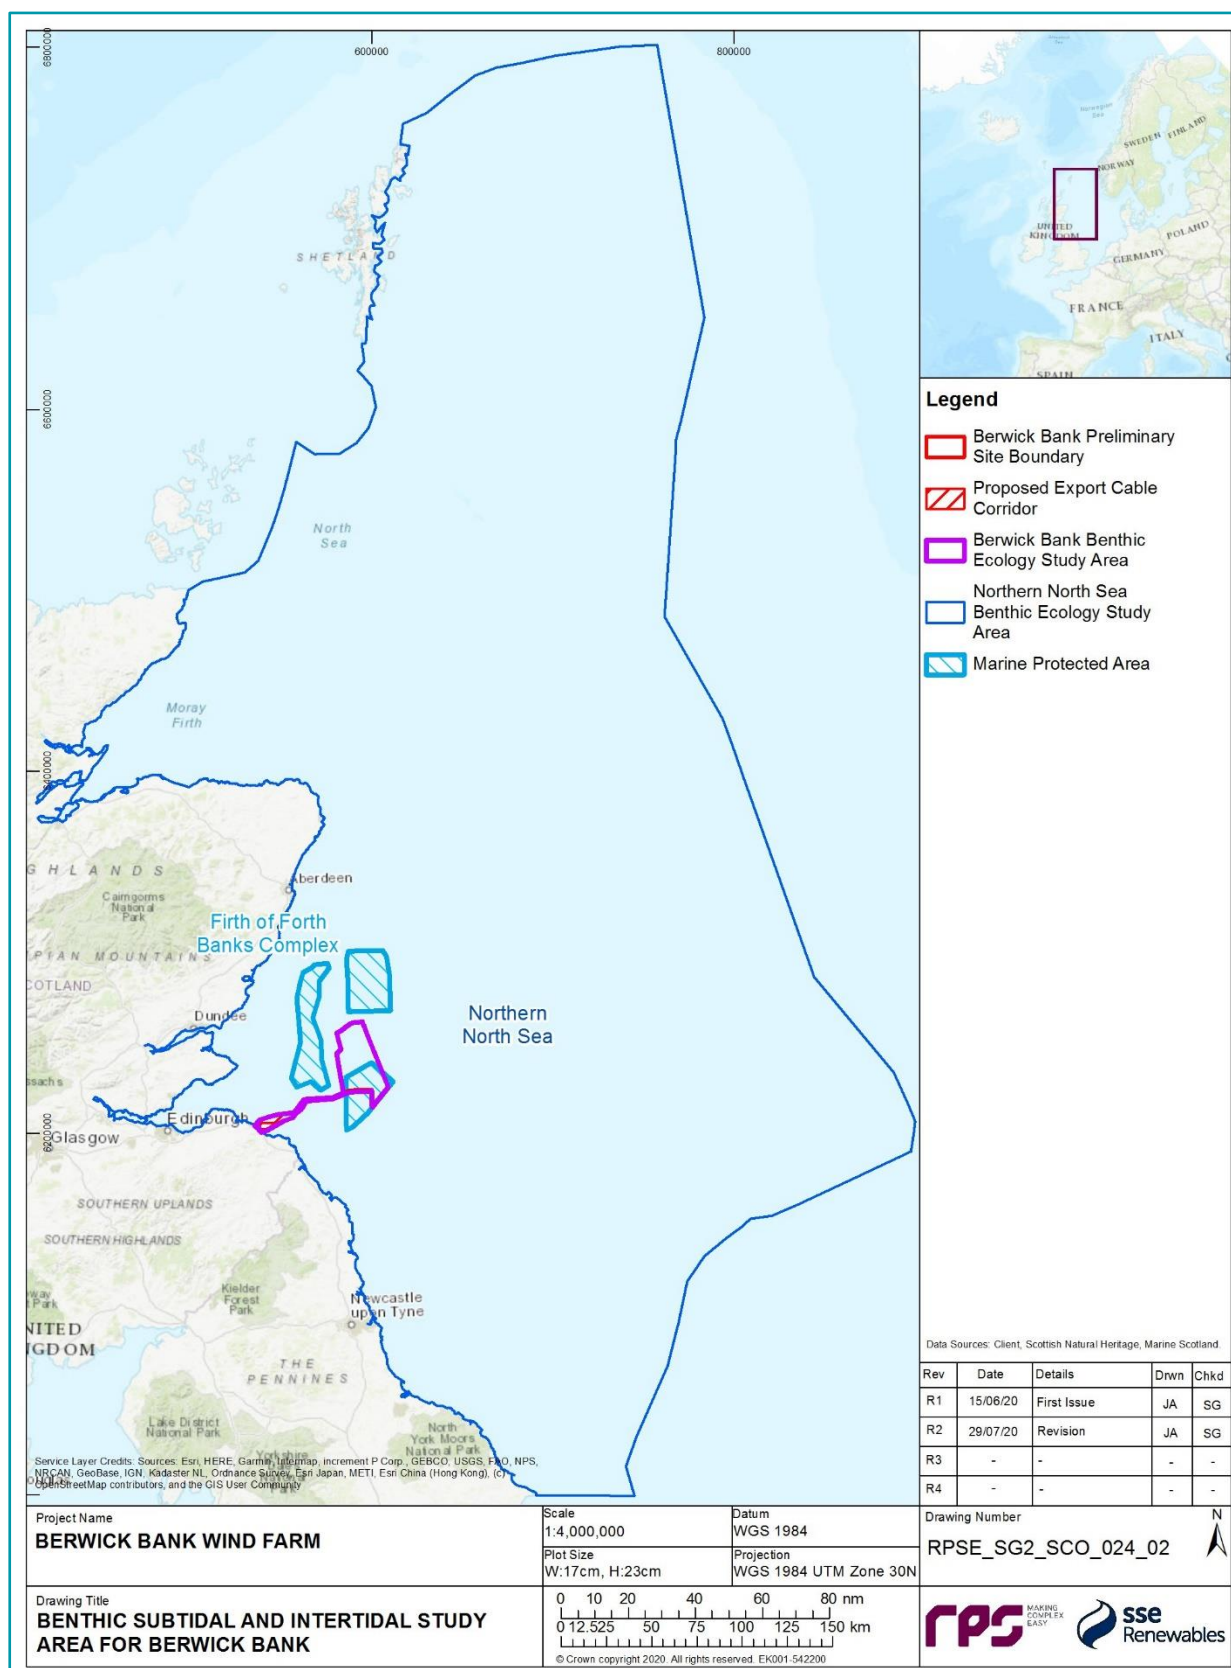 600000
800000
6800000
6600000
6200000
SHETLAND
North
Sea
Moray
Firth
Aberdeen
Cairngorms
National
Park
Firth of Forth
Banks Complex
Dundee
Northern
North Sea
Edinburgh
Glasgow
SOUTHERN UPLANDS
SOUTHERN HIGHLANDS
Kielder
Forest
Park
Newcastle
upon Tyne
THE
PENNINES
Lake District
National Park
North
York Moors
National Park
Service Layer Credits: Sources: Esri, HERE, Garmin, Intermap, increment P Corp., GEBCO, USGS, FAO, NPS,
NRCAN, GeoBase, IGN, Kadaster NL, Ordnance Survey, Esri Japan, METI, Esri China (Hong Kong), (c)
OpenStreetMap contributors, and the GIS User Community
Norwegian
Sea
SWEDEN
FINLAND
NORWAY
UNITED
KINGDOM
POLAND
GERMANY
FRANCE
ITALY
SPAIN
Legend
Berwick Bank Preliminary
Site Boundary
Proposed Export Cable
Corridor
Berwick Bank Benthic
Ecology Study Area
Northern North Sea
Benthic Ecology Study
Area
Marine Protected Area
Data Sources: Client, Scottish Natural Heritage, Marine Scotland.
Rev Date Details Drwn Chkd
R1 15/06/20 First Issue JA SG
R2 29/07/20 Revision JA SG
R3 - - - -
R4 - - - -
Project Name
BERWICK BANK WIND FARM
Scale
1:4,000,000
Datum
WGS 1984
Plot Size
W:17cm, H:23cm
Projection
WGS 1984 UTM Zone 30N
Drawing Number
RPSE_SG2_SCO_024_02
N
Drawing Title
BENTHIC SUBTIDAL AND INTERTIDAL STUDY
AREA FOR BERWICK BANK
0 10 20 40 60 80 nm
0 12.525 50 75 100 125 150 km
© Crown copyright 2020. All rights reserved. EK001-542200
rps
MAKING
COMPLEX
EASY
sse
Renewables